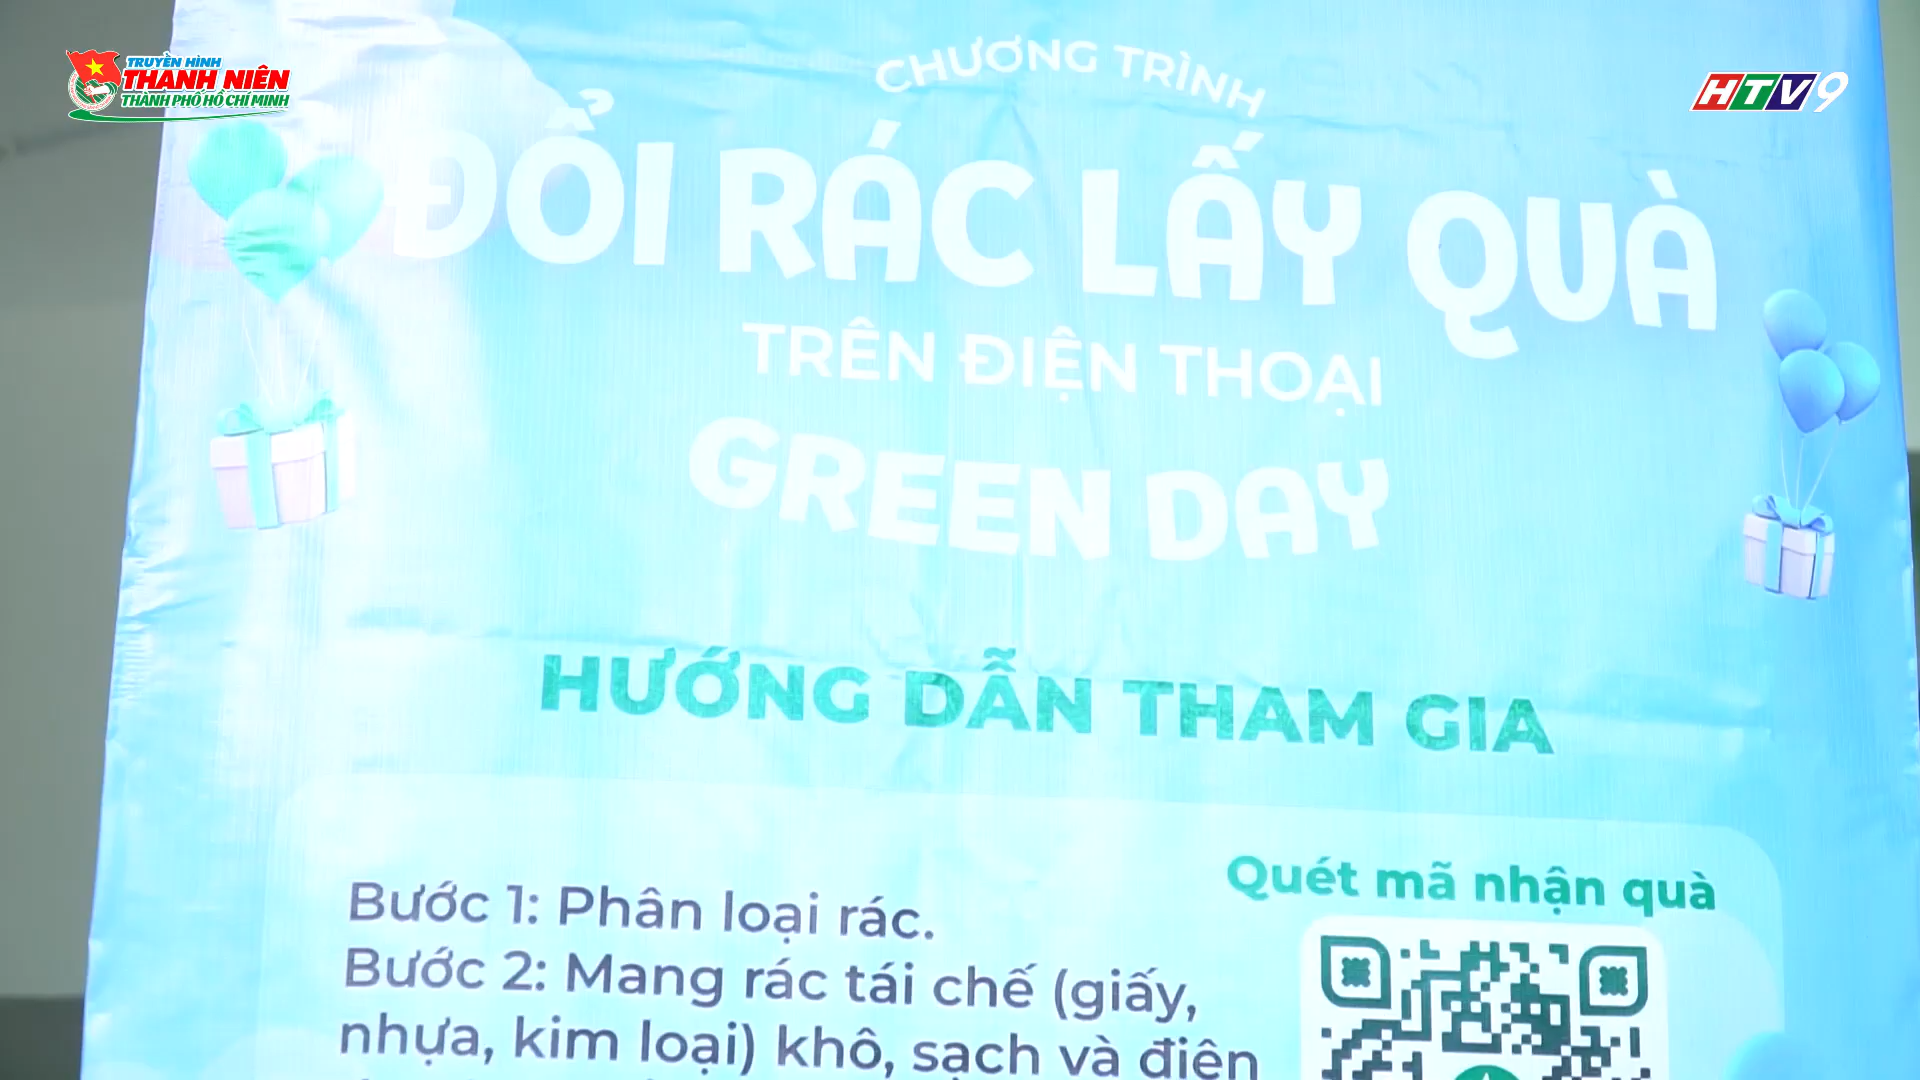 TRUYỀN HÌNH
THANH NIÊN
THÀNH PHỐ HỒ CHÍ MINH
HTV9
CHƯƠNG TRÌNH
ĐỔI RÁC LẤY QUÀ
TRÊN ĐIỆN THOẠI
GREEN DAY
HƯỚNG DẪN THAM GIA
Quét mã nhận quà
Bước 1: Phân loại rác.
Bước 2: Mang rác tái chế (giấy,
nhựa, kim loại) khô, sạch và điện